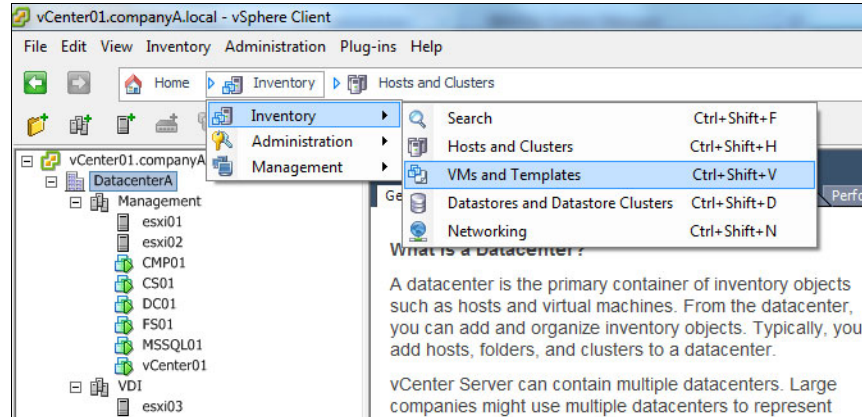 vCenter01.companyA.local - vSphere Client
File Edit View Inventory Administration Plug-ins Help
Home Inventory Hosts and Clusters
Inventory
Administration
Management
Search Ctrl+Shift+F
Hosts and Clusters Ctrl+Shift+H
VMs and Templates Ctrl+Shift+V
Datastores and Datastore Clusters Ctrl+Shift+D
Networking Ctrl+Shift+N
vCenter01.companyA
DatacenterA
Management
esxi01
esxi02
CMP01
CS01
DC01
FS01
MSSQL01
vCenter01
VDI
esxi03
Ge
Perfo
What is a Datacenter?
A datacenter is the primary container of inventory objects
such as hosts and virtual machines. From the datacenter,
you can add and organize inventory objects. Typically, you
add hosts, folders, and clusters to a datacenter.
vCenter Server can contain multiple datacenters. Large
companies might use multiple datacenters to represent